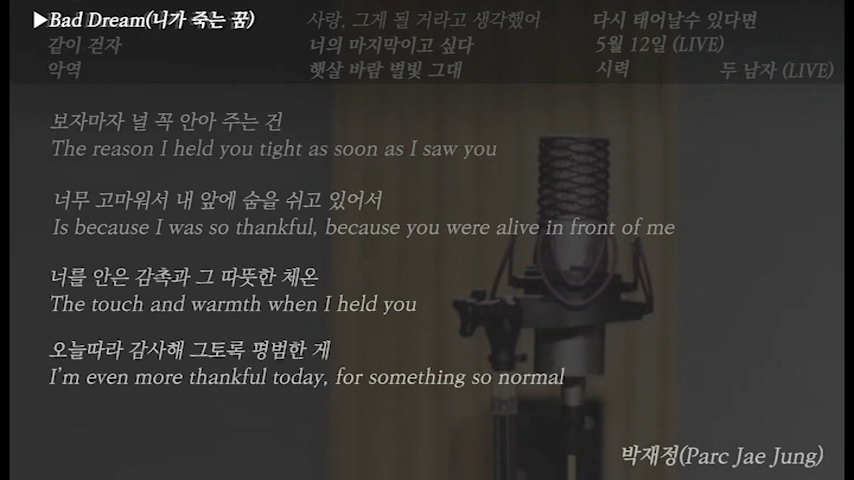 ▶Bad Dream(니가 죽는 꿈)
사랑, 그게 될 거라고 생각했어
다시 태어날수 있다면
같이 걷자
너의 마지막이고 싶다
5월 12일 (LIVE)
악역
햇살 바람 별빛 그대
시력
두 남자 (LIVE)
보자마자 널 꼭 안아 주는 건
The reason I held you tight as soon as I saw you
너무 고마워서 내 앞에 숨을 쉬고 있어서
Is because I was so thankful, because you were alive in front of me
너를 안은 감촉과 그 따뜻한 체온
The touch and warmth when I held you
오늘따라 감사해 그토록 평범한 게
I'm even more thankful today, for something so normal
박재정(Parc Jae Jung)